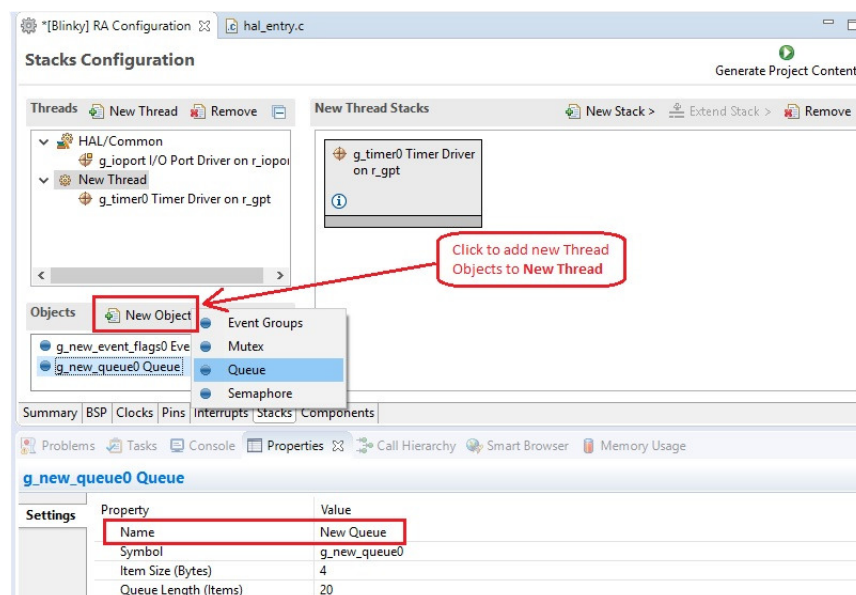 *[Blinky] RA Configuration hal_entry.c
Stacks Configuration
Generate Project Content
Threads New Thread Remove
New Thread Stacks New Stack > Extend Stack > Remove
HAL/Common
g_ioport I/O Port Driver on r_iopor
New Thread
g_timer0 Timer Driver on r_gpt
g_timer0 Timer Driver
on r_gpt
Click to add new Thread
Objects to New Thread
Objects New Object
g_new_event_flags0 Eve
g_new_queue0 Queue
Event Groups
Mutex
Queue
Semaphore
Summary BSP Clocks Pins Interrupts Stacks Components
Problems Tasks Console Properties Call Hierarchy Smart Browser Memory Usage
g_new_queue0 Queue
Settings
Property Value
Name New Queue
Symbol g_new_queue0
Item Size (Bytes) 4
Queue Length (Items) 20